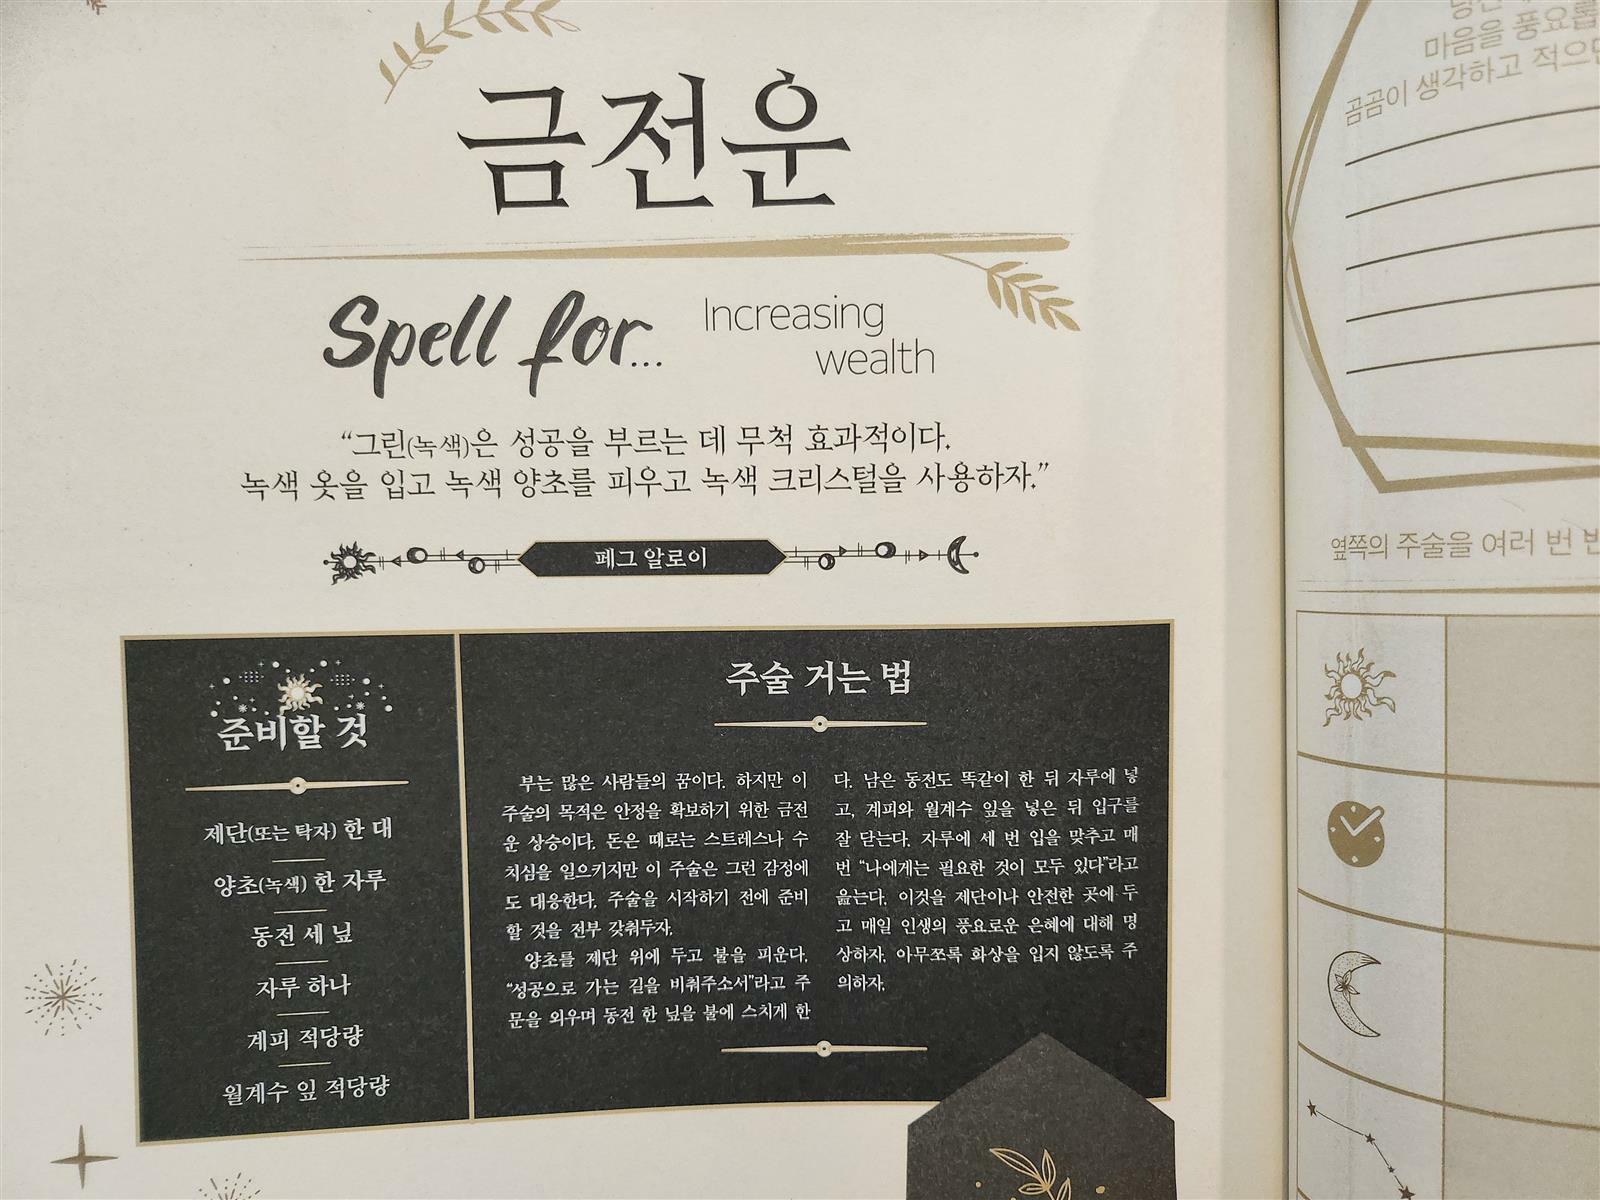 금전운
Spell for...
Increasing
wealth
“그린(녹색)은 성공을 부르는 데 무척 효과적이다.
녹색 옷을 입고 녹색 양초를 피우고 녹색 크리스털을 사용하자.”
페그 알로이
준비할 것
제단(또는 탁자) 한 대
양초(녹색) 한 자루
동전 세 닢
자루 하나
계피 적당량
월계수 잎 적당량
주술 거는 법
부는 많은 사람들의 꿈이다. 하지만 이
주술의 목적은 안정을 확보하기 위한 금전
운 상승이다. 돈은 때로는 스트레스나 수
치심을 일으키지만 이 주술은 그런 감정에
도 대응한다. 주술을 시작하기 전에 준비
할 것을 전부 갖춰두자.
양초를 제단 위에 두고 불을 피운다.
“성공으로 가는 길을 비춰주소서”라고 주
문을 외우며 동전 한 닢을 불에 스치게 한
다. 남은 동전도 똑같이 한 뒤 자루에 넣
고, 계피와 월계수 잎을 넣은 뒤 입구를
잘 닫는다. 자루에 세 번 입을 맞추고 매
번 “나에게는 필요한 것이 모두 있다”라고
읊는다. 이것을 제단이나 안전한 곳에 두
고 매일 인생의 풍요로운 은혜에 대해 명
상하자. 아무쪼록 화상을 입지 않도록 주
의하자.
마음을 풍요롭
곰곰이 생각하고 적으면
옆쪽의 주술을 여러 번